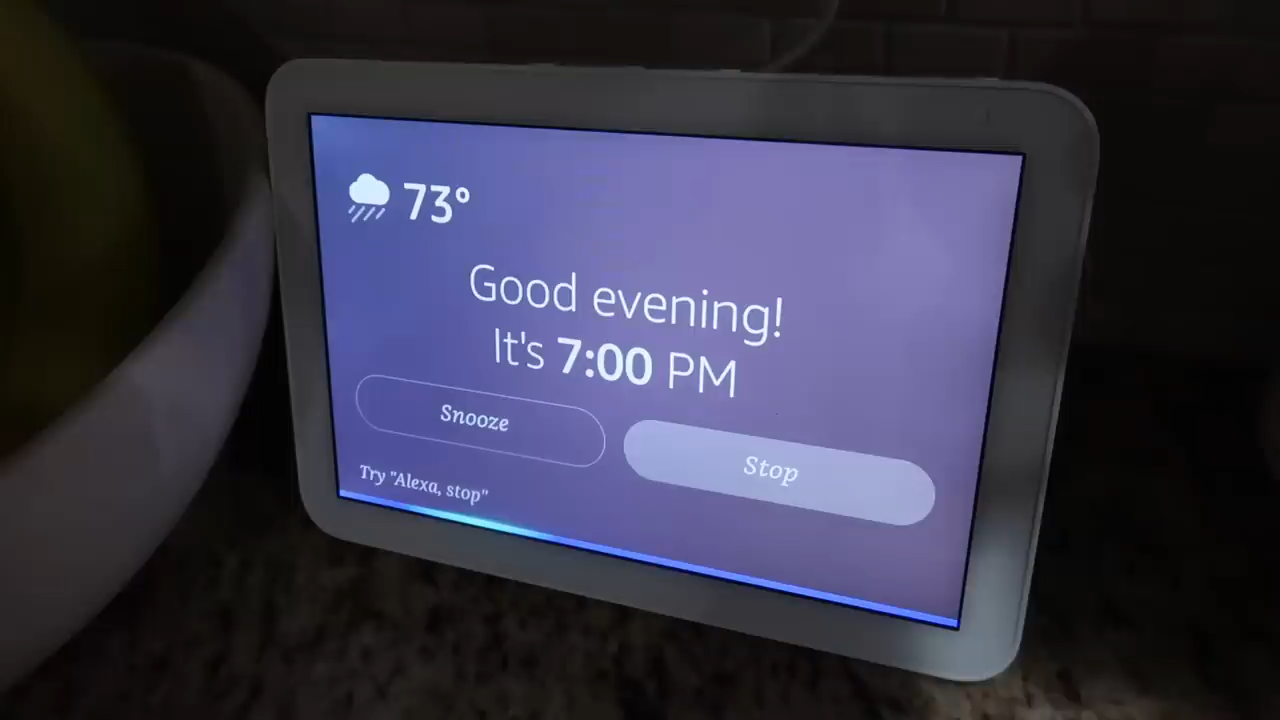 73°
Good evening!
It's 7:00 PM
Snooze
Stop
Try "Alexa, stop"